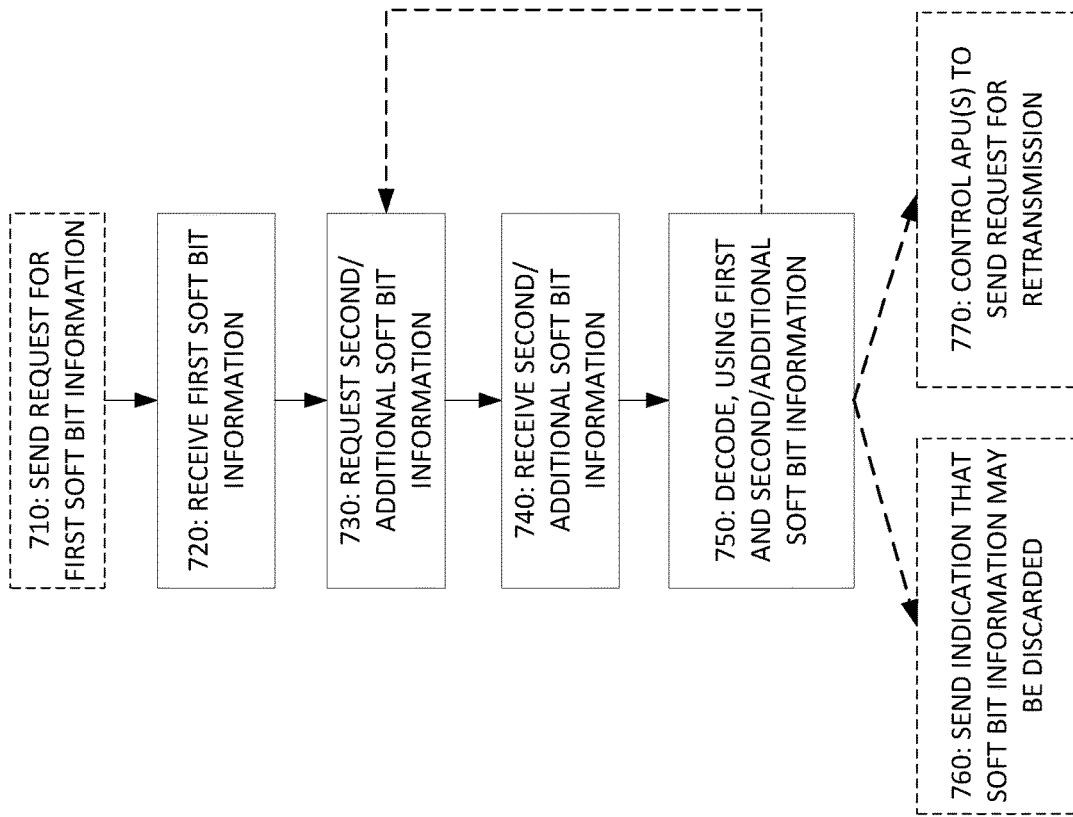 710: SEND REQUEST FOR
FIRST SOFT BIT INFORMATION
720: RECEIVE FIRST SOFT BIT
INFORMATION
730: REQUEST SECOND/
ADDITIONAL SOFT BIT
INFORMATION
740: RECEIVE SECOND/
ADDITIONAL SOFT BIT
INFORMATION
750: DECODE, USING FIRST
AND SECOND/ADDITIONAL
SOFT BIT INFORMATION
760: SEND INDICATION THAT
SOFT BIT INFORMATION MAY
BE DISCARDED
770: CONTROL APU(S) TO
SEND REQUEST FOR
RETRANSMISSION